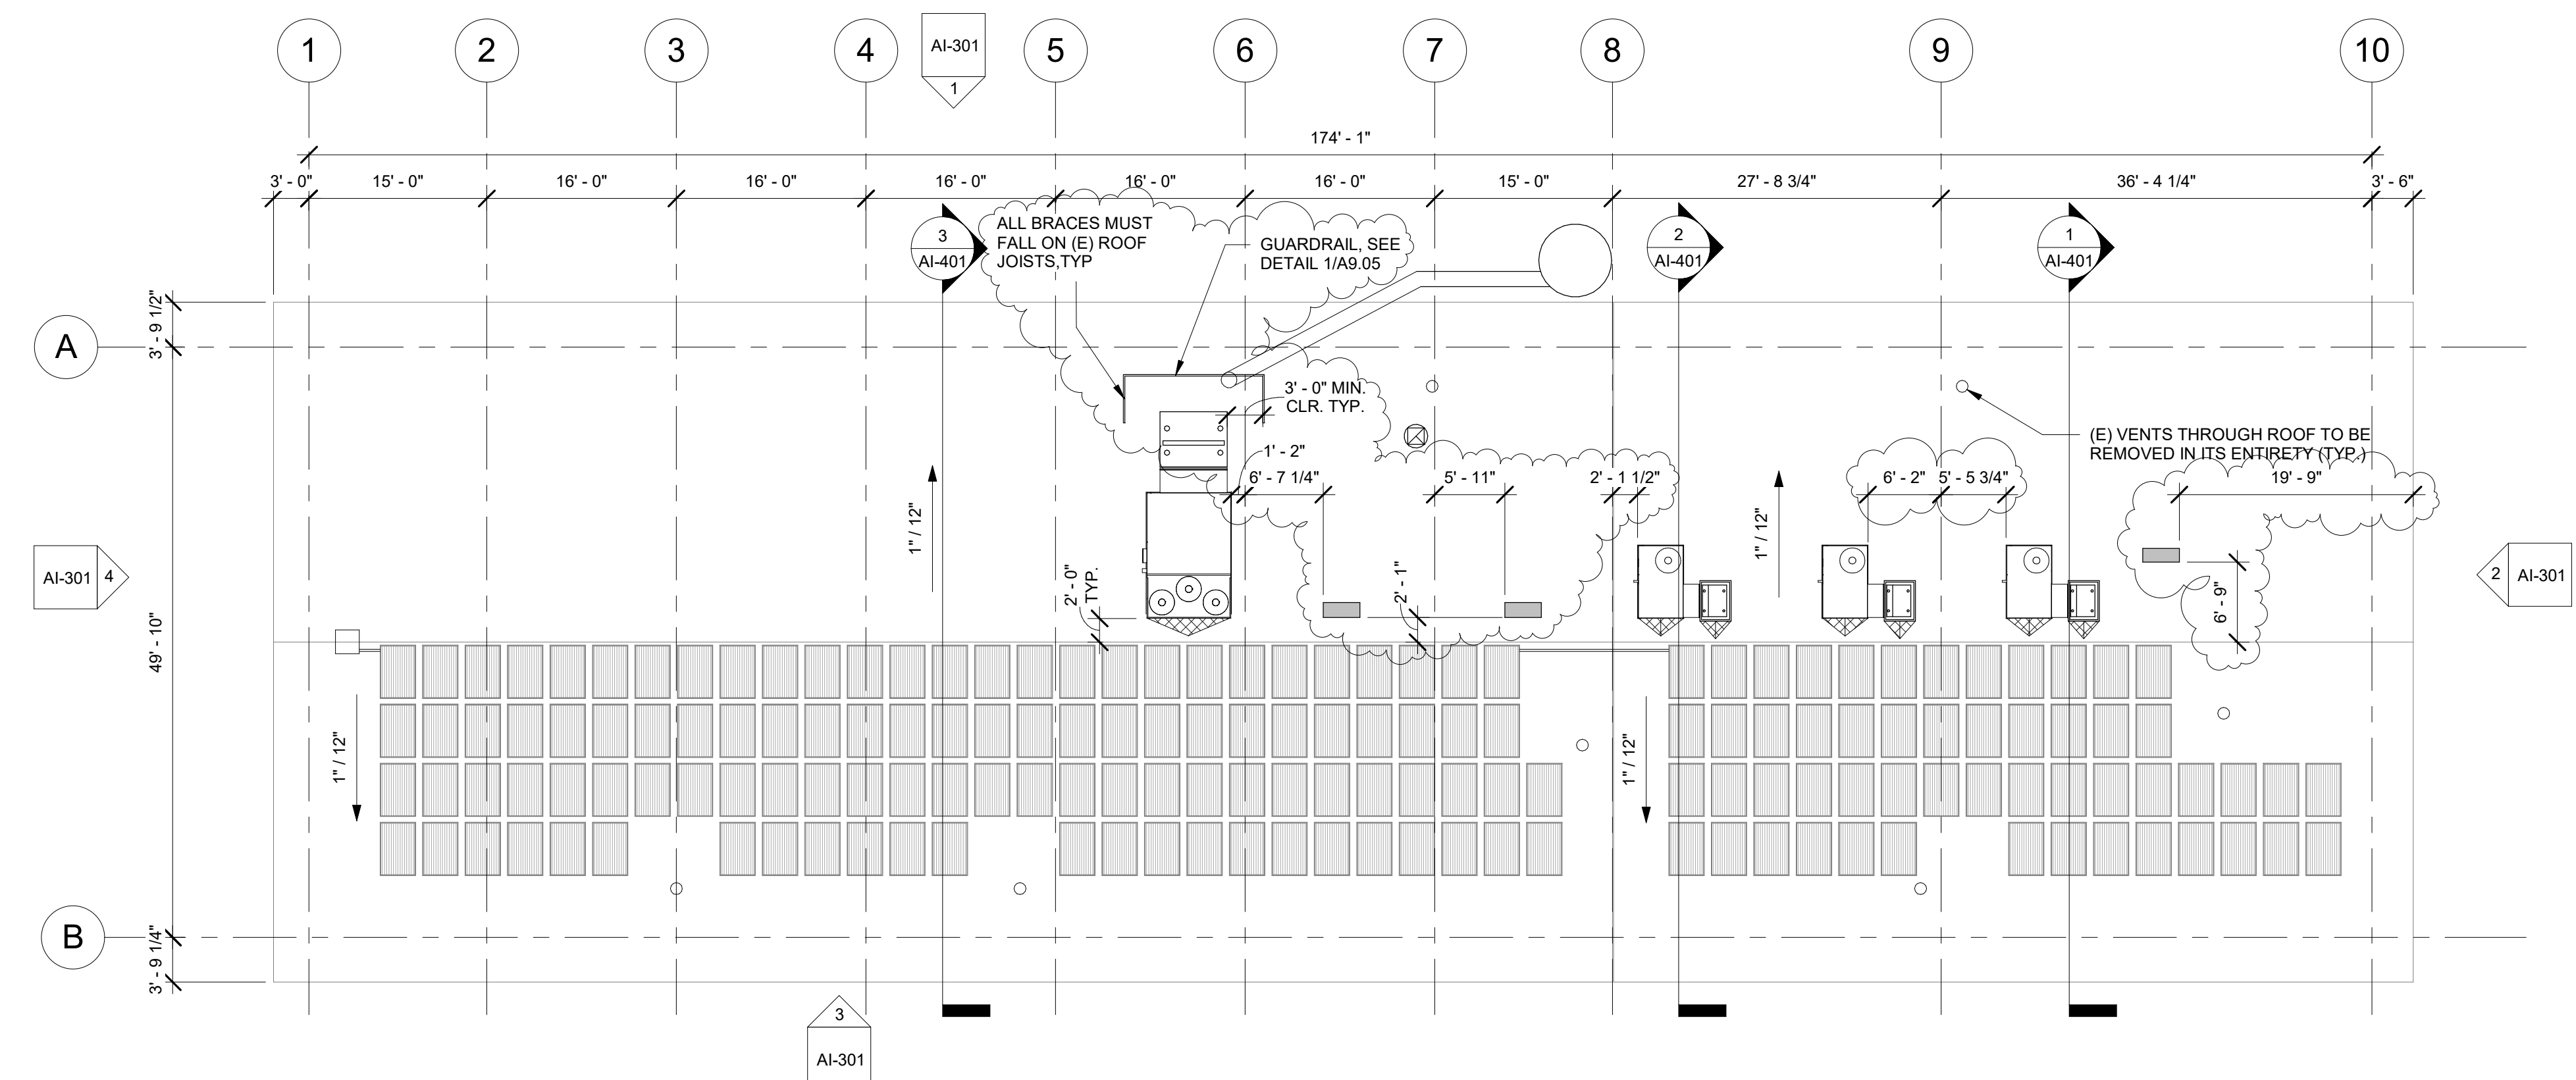 1
2
3
4
5
6
7
8
9
10
AI-301
1
174' - 1"
3' - 0"
15' - 0"
16' - 0"
16' - 0"
16' - 0"
16' - 0"
16' - 0"
15' - 0"
27' - 8 3/4"
36' - 4 1/4"
3' - 6"
3
AI-401
2
AI-401
1
AI-401
ALL BRACES MUST
FALL ON (E) ROOF
JOISTS,TYP
GUARDRAIL, SEE
DETAIL 1/A9.05
3' - 9 1/2"
A
3' - 0" MIN.
CLR. TYP.
(E) VENTS THROUGH ROOF TO BE
REMOVED IN ITS ENTIRETY (TYP.)
1' - 2"
6' - 7 1/4"
5' - 11"
2' - 1 1/2"
6' - 2"
5' - 5 3/4"
19' - 9"
1" / 12"
1" / 12"
AI-301
4
2' - 0"
TYP.
2' - 1"
6' - 9"
2
AI-301
49' - 10"
1" / 12"
1" / 12"
B
3' - 9 1/4"
3
AI-301